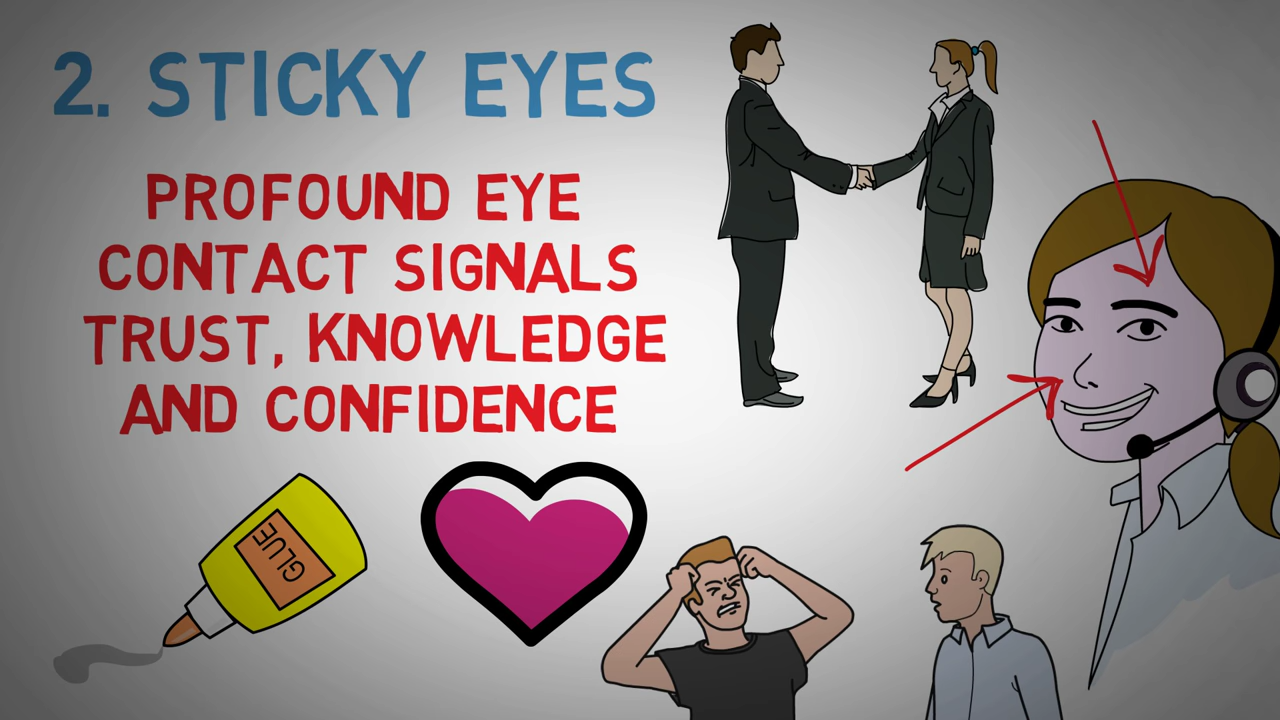 2. STICKY EYES
PROFOUND EYE
CONTACT SIGNALS
TRUST, KNOWLEDGE
AND CONFIDENCE
GLUE